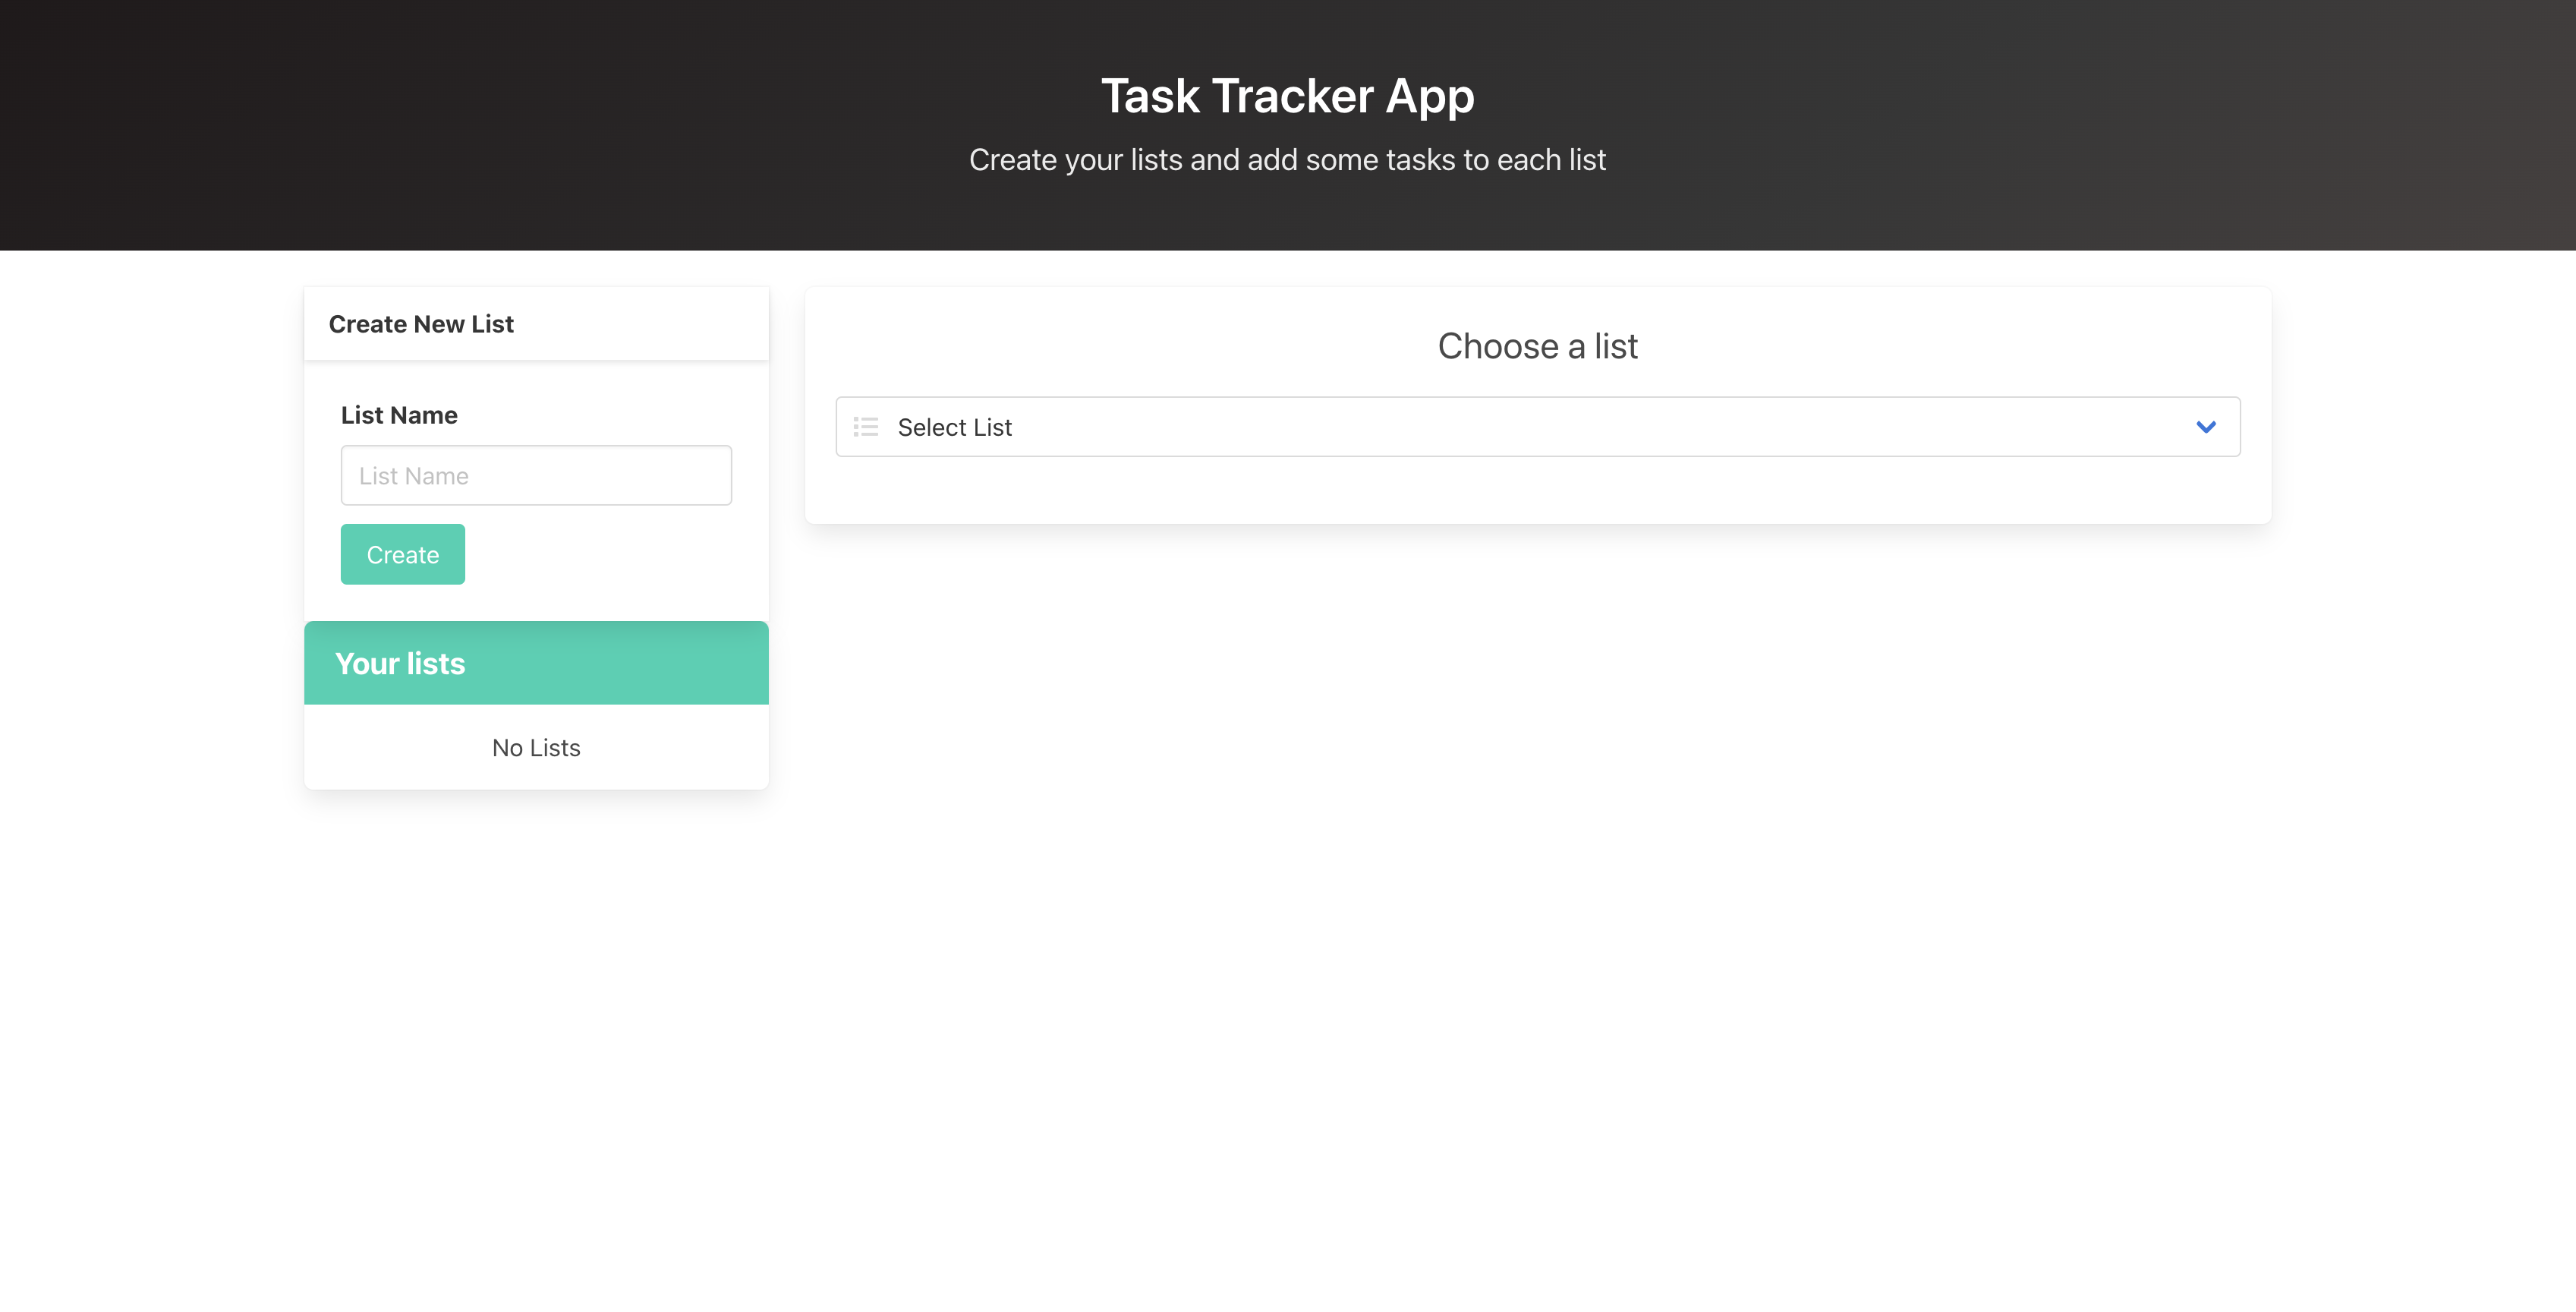 Task Tracker App
Create your lists and add some tasks to each list
Create New List
List Name
List Name
Create
Your lists
No Lists
Choose a list
Select List